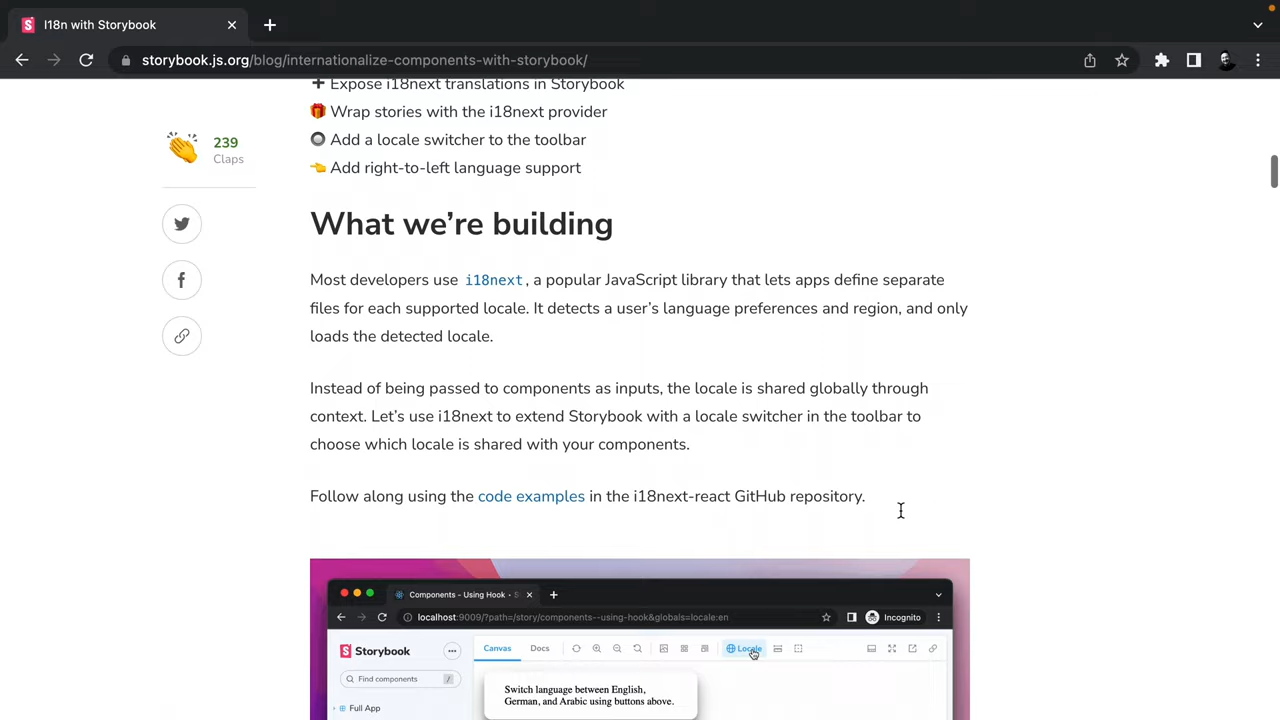 I18n with Storybook
storybook.js.org/blog/internationalize-components-with-storybook/
Expose i18next translations in Storybook
Wrap stories with the i18next provider
Add a locale switcher to the toolbar
Add right-to-left language support
239
Claps
What we’re building
Most developers use i18next, a popular JavaScript library that lets apps define separate
files for each supported locale. It detects a user’s language preferences and region, and only
loads the detected locale.
Instead of being passed to components as inputs, the locale is shared globally through
context. Let’s use i18next to extend Storybook with a locale switcher in the toolbar to
choose which locale is shared with your components.
Follow along using the code examples in the i18next-react GitHub repository.
Components - Using Hook
localhost:9009/?path=/story/components--using-hook&globals=locale:en
Incognito
Storybook
Canvas
Docs
Locale
Find components
/
Switch language between English,
German, and Arabic using buttons above.
Full App